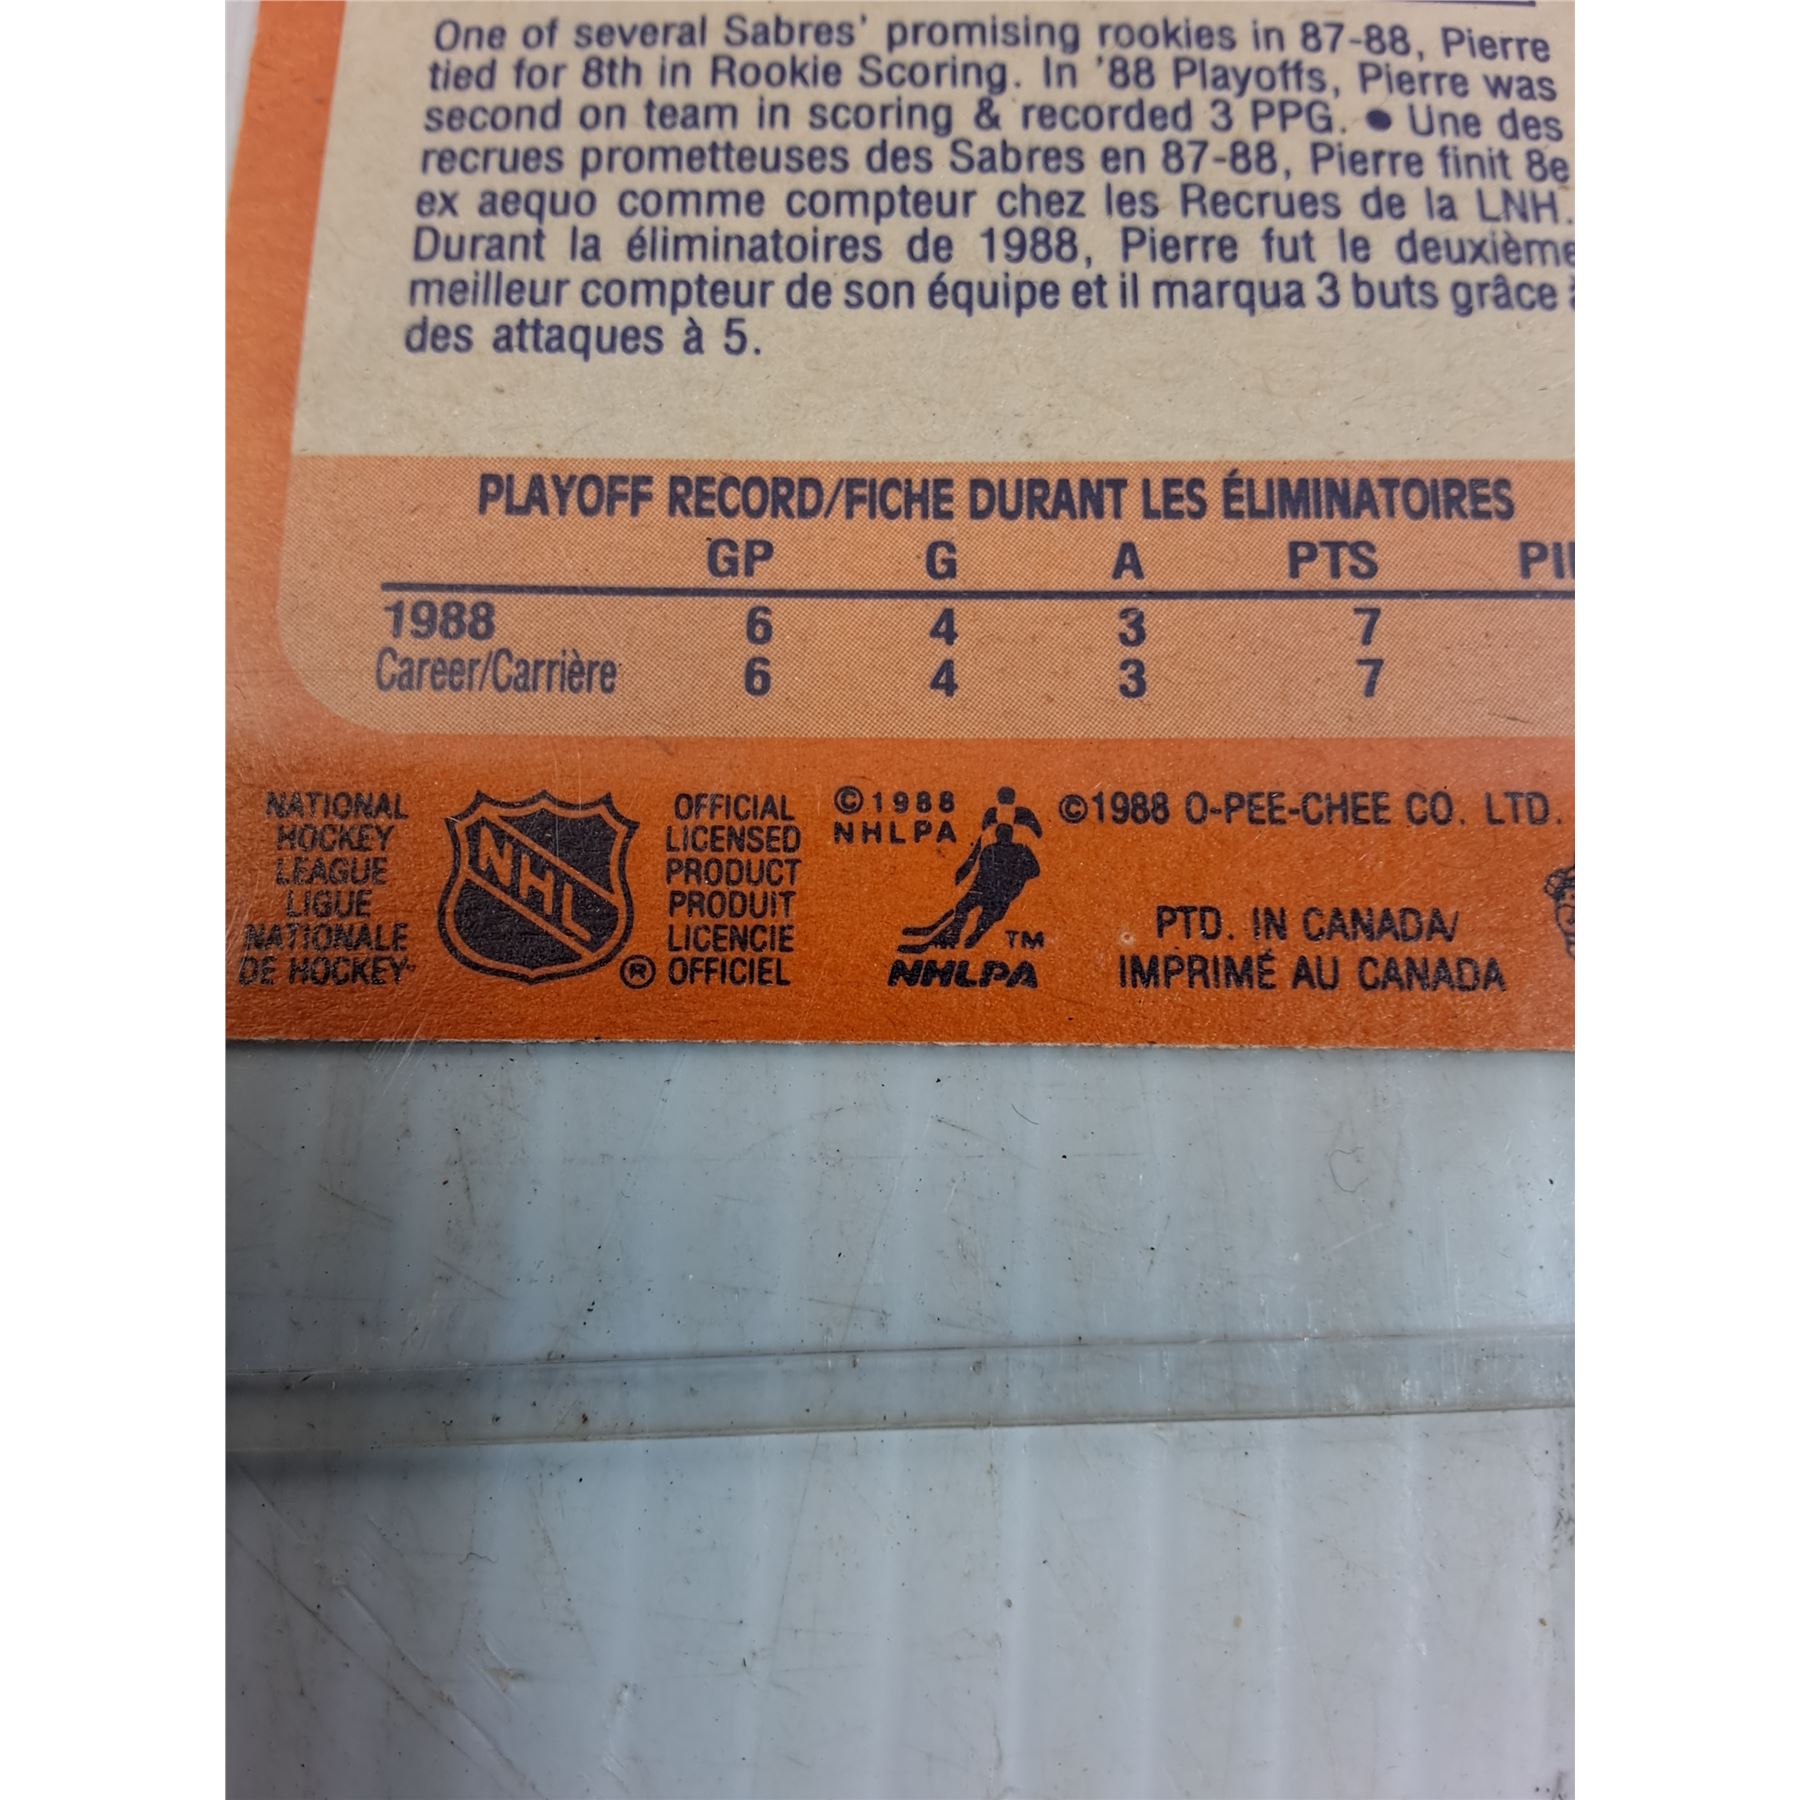 One of several Sabres' promising rookies in 87-88, Pierre
tied for 8th in Rookie Scoring. In '88 Playoffs, Pierre was
second on team in scoring & recorded 3 PPG. ● Une des
recrues prometteuses des Sabres en 87-88, Pierre finit 8e
ex aequo comme compteur chez les Recrues de la LNH.
Durant la éliminatoires de 1988, Pierre fut le deuxième
meilleur compteur de son équipe et il marqua 3 buts grâce
des attaques à 5.
PLAYOFF RECORD/FICHE DURANT LES ÉLIMINATOIRES
GP G A PTS
1988 6 4 3 7
Career/Carrière 6 4 3 7
NATIONAL
HOCKEY
LEAGUE
LIGUE
NATIONALE
DE HOCKEY
NHL
®
OFFICIAL
LICENSED
PRODUCT
PRODUIT
LICENCIE
OFFICIEL
©1988
NHLPA
TM
NHLPA
©1988 O-PEE-CHEE CO. LTD.
PTD. IN CANADA/
IMPRIMÉ AU CANADA